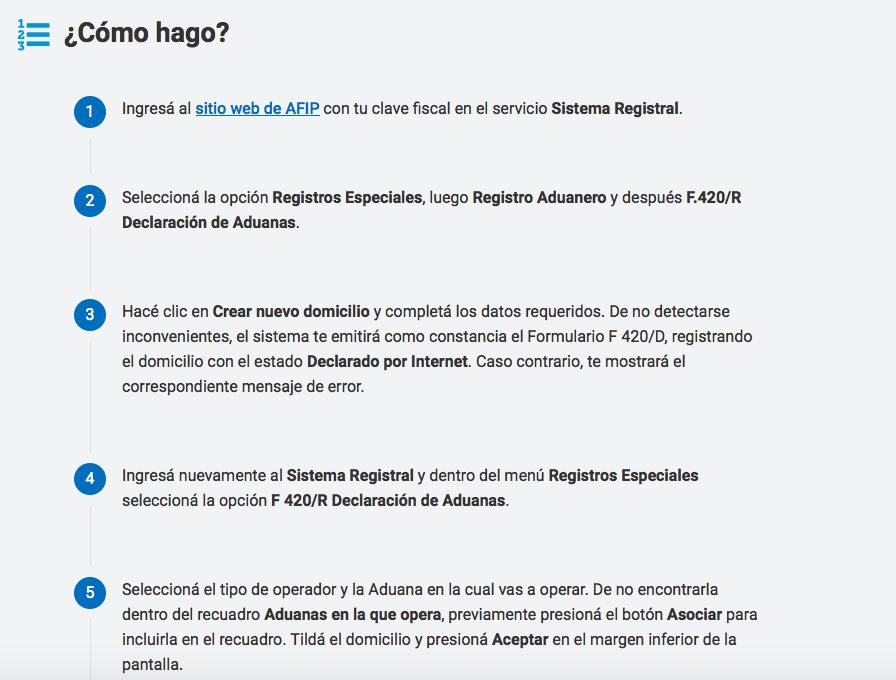 1
2
3
¿Cómo hago?
1
Ingresá al sitio web de AFIP con tu clave fiscal en el servicio Sistema Registral.
2
Seleccioná la opción Registros Especiales, luego Registro Aduanero y después F.420/R
Declaración de Aduanas.
3
Hacé clic en Crear nuevo domicilio y completá los datos requeridos. De no detectarse
inconvenientes, el sistema te emitirá como constancia el Formulario F 420/D, registrando
el domicilio con el estado Declarado por Internet. Caso contrario, te mostrará el
correspondiente mensaje de error.
4
Ingresá nuevamente al Sistema Registral y dentro del menú Registros Especiales
seleccioná la opción F 420/R Declaración de Aduanas.
5
Seleccioná el tipo de operador y la Aduana en la cual vas a operar. De no encontrarla
dentro del recuadro Aduanas en la que opera, previamente presioná el botón Asociar para
incluirla en el recuadro. Tildá el domicilio y presioná Aceptar en el margen inferior de la
pantalla.